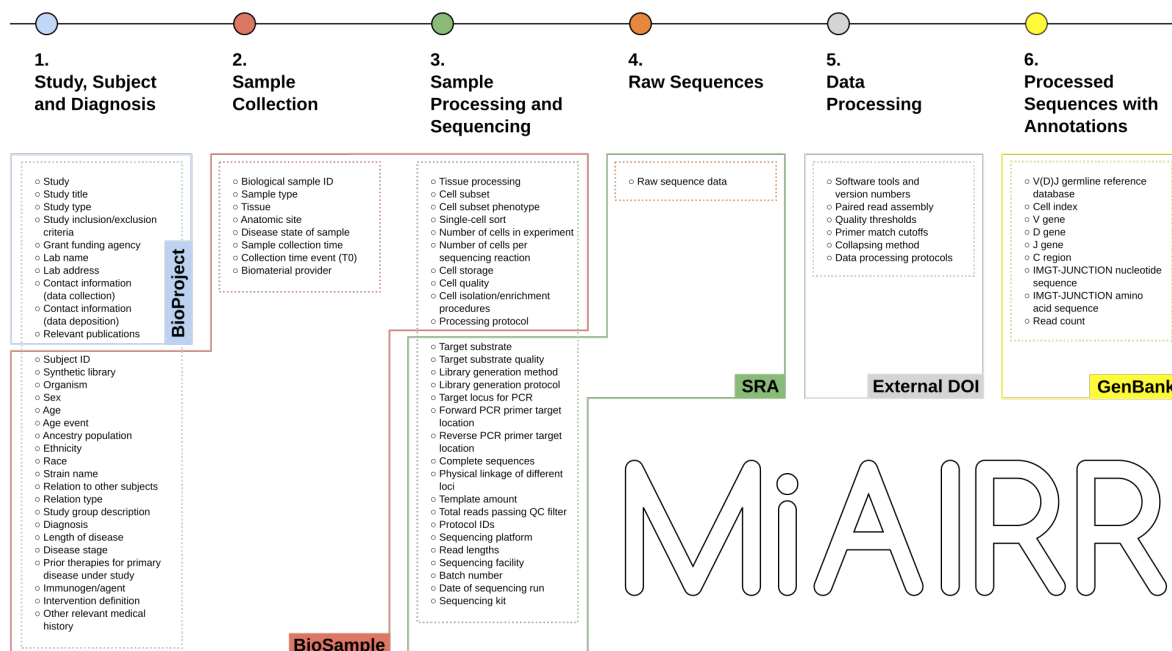 1.
Study, Subject
and Diagnosis
2.
Sample
Collection
3.
Sample
Processing and
Sequencing
4.
Raw Sequences
5.
Data
Processing
6.
Processed
Sequences with
Annotations
○ Study
○ Study title
○ Study type
○ Study inclusion/exclusion
criteria
○ Grant funding agency
○ Lab name
○ Lab address
○ Contact information
(data collection)
○ Contact information
(data deposition)
○ Relevant publications
BioProject
○ Subject ID
○ Synthetic library
○ Organism
○ Sex
○ Age
○ Age event
○ Ancestry population
○ Ethnicity
○ Race
○ Strain name
○ Relation to other subjects
○ Relation type
○ Study group description
○ Diagnosis
○ Length of disease
○ Disease stage
○ Prior therapies for primary
disease under study
○ Immunogen/agent
○ Intervention definition
○ Other relevant medical
history
○ Biological sample ID
○ Sample type
○ Tissue
○ Anatomic site
○ Disease state of sample
○ Sample collection time
○ Collection time event (T0)
○ Biomaterial provider
BioSample
○ Tissue processing
○ Cell subset
○ Cell subset phenotype
○ Single-cell sort
○ Number of cells in experiment
○ Number of cells per
sequencing reaction
○ Cell storage
○ Cell quality
○ Cell isolation/enrichment
procedures
○ Processing protocol
○ Target substrate
○ Target substrate quality
○ Library generation method
○ Library generation protocol
○ Target locus for PCR
○ Forward PCR primer target
location
○ Reverse PCR primer target
location
○ Complete sequences
○ Physical linkage of different
loci
○ Template amount
○ Total reads passing QC filter
○ Protocol IDs
○ Sequencing platform
○ Read lengths
○ Sequencing facility
○ Batch number
○ Date of sequencing run
○ Sequencing kit
○ Raw sequence data
SRA
○ Software tools and
version numbers
○ Paired read assembly
○ Quality thresholds
○ Primer match cutoffs
○ Collapsing method
○ Data processing protocols
External DOI
○ V(D)J germline reference
database
○ Cell index
○ V gene
○ D gene
○ J gene
○ C region
○ IMGT-JUNCTION nucleotide
sequence
○ IMGT-JUNCTION amino
acid sequence
○ Read count
GenBank
MiAIRR